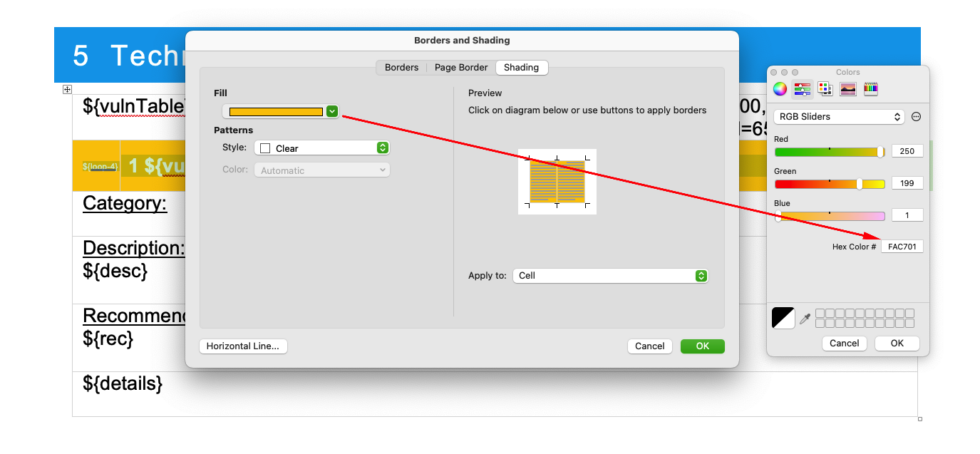 5 Techn
Borders and Shading
Borders Page Border Shading
Colors
Fill
Preview
Click on diagram below or use buttons to apply borders
${vulnTable
00,
RGB Sliders
Patterns
Style: Clear
Red
250
Color: Automatic
${loop-4} 1 ${vu
Green
199
Category:
Blue
1
Description:
Hex Color # FAC701
${desc}
Apply to: Cell
Recommen
${rec}
Horizontal Line...
Cancel OK
Cancel OK
${details}